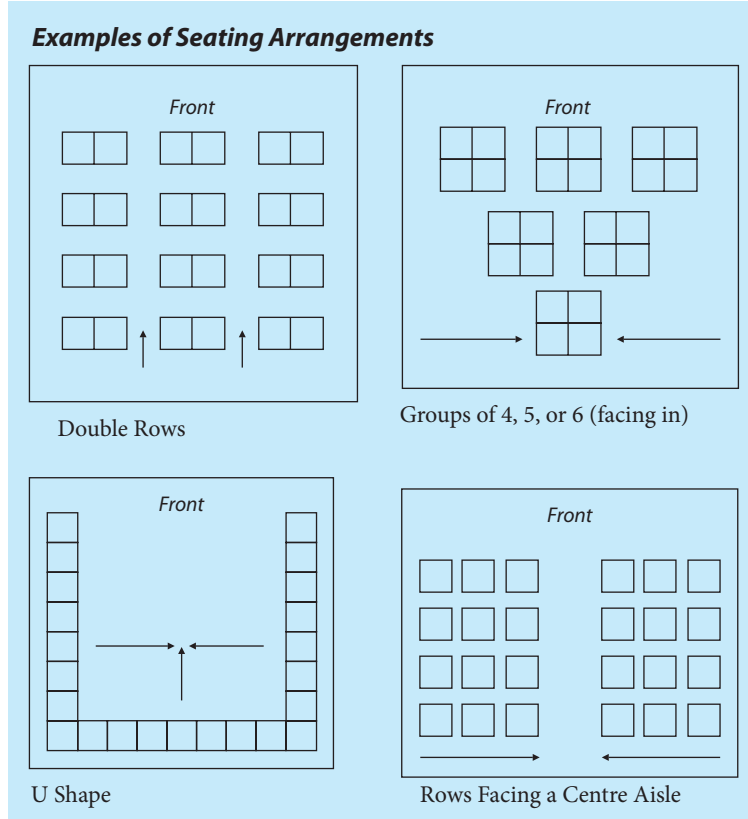 Examples of Seating Arrangements
Front
Front
Double Rows
Groups of 4, 5, or 6 (facing in)
Front
Front
U Shape
Rows Facing a Centre Aisle